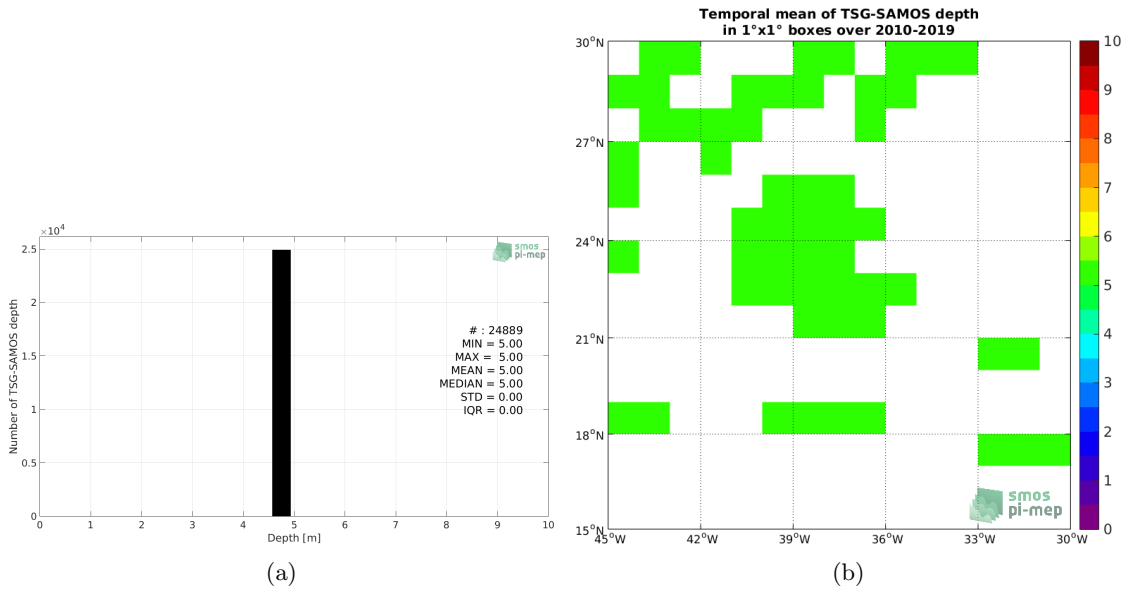 ×10⁴
2.5
2
1.5
1
0.5
0
Number of TSG-SAMOS depth
smos
pi-mep
# : 24889
MIN = 5.00
MAX = 5.00
MEAN = 5.00
MEDIAN = 5.00
STD = 0.00
IQR = 0.00
0 1 2 3 4 5 6 7 8 9 10
Depth [m]
(a)
Temporal mean of TSG-SAMOS depth
in 1°x1° boxes over 2010-2019
30°N
27°N
24°N
21°N
18°N
15°N
45°W 42°W 39°W 36°W 33°W 30°W
smos
pi-mep
10
9
8
7
6
5
4
3
2
1
0
(b)